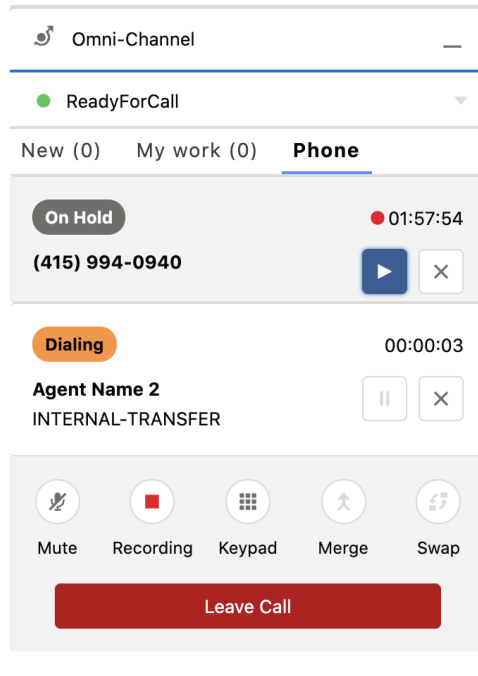 Omni-Channel
ReadyForCall
New (0) My work (0) Phone
On Hold 01:57:54
(415) 994-0940
Dialing 00:00:03
Agent Name 2
INTERNAL-TRANSFER
Mute Recording Keypad Merge Swap
Leave Call